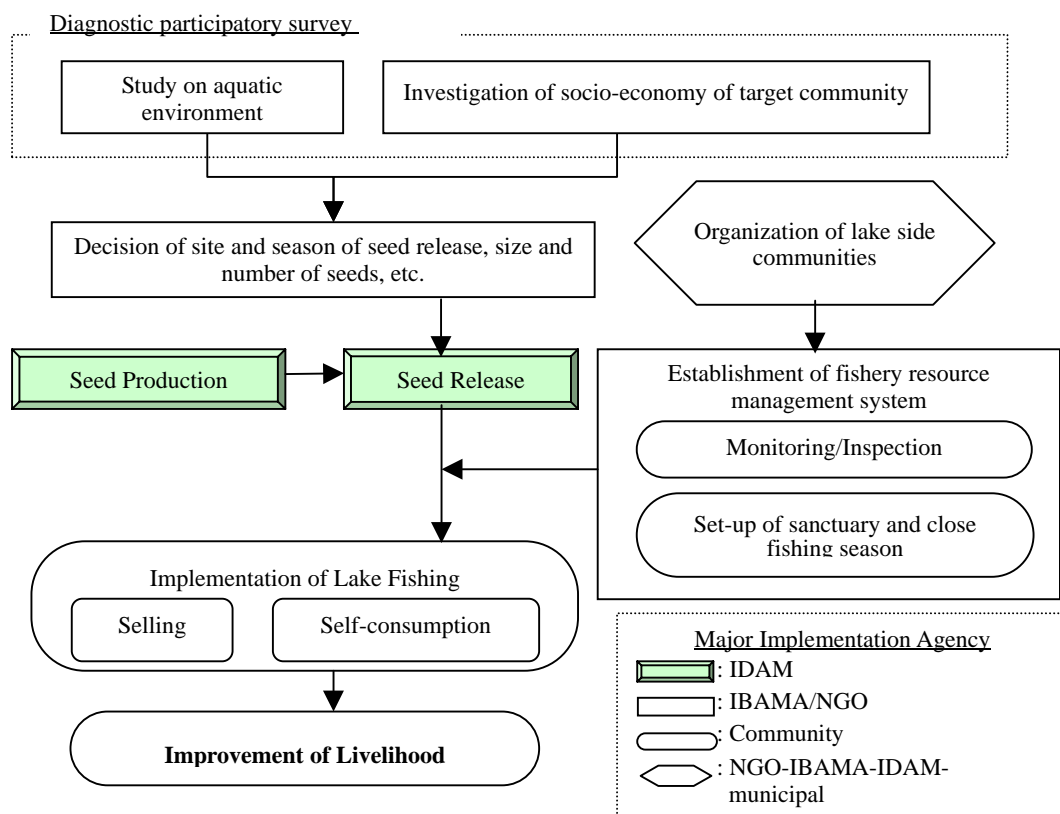 Diagnostic participatory survey
Study on aquatic
environment
Investigation of socio-economy of target community
Decision of site and season of seed release, size and
number of seeds, etc.
Organization of lake side
communities
Seed Production
Seed Release
Establishment of fishery resource
management system
Monitoring/Inspection
Set-up of sanctuary and close
fishing season
Implementation of Lake Fishing
Selling
Self-consumption
Improvement of Livelihood
Major Implementation Agency
: IDAM
: IBAMA/NGO
: Community
: NGO-IBAMA-IDAM-
municipal